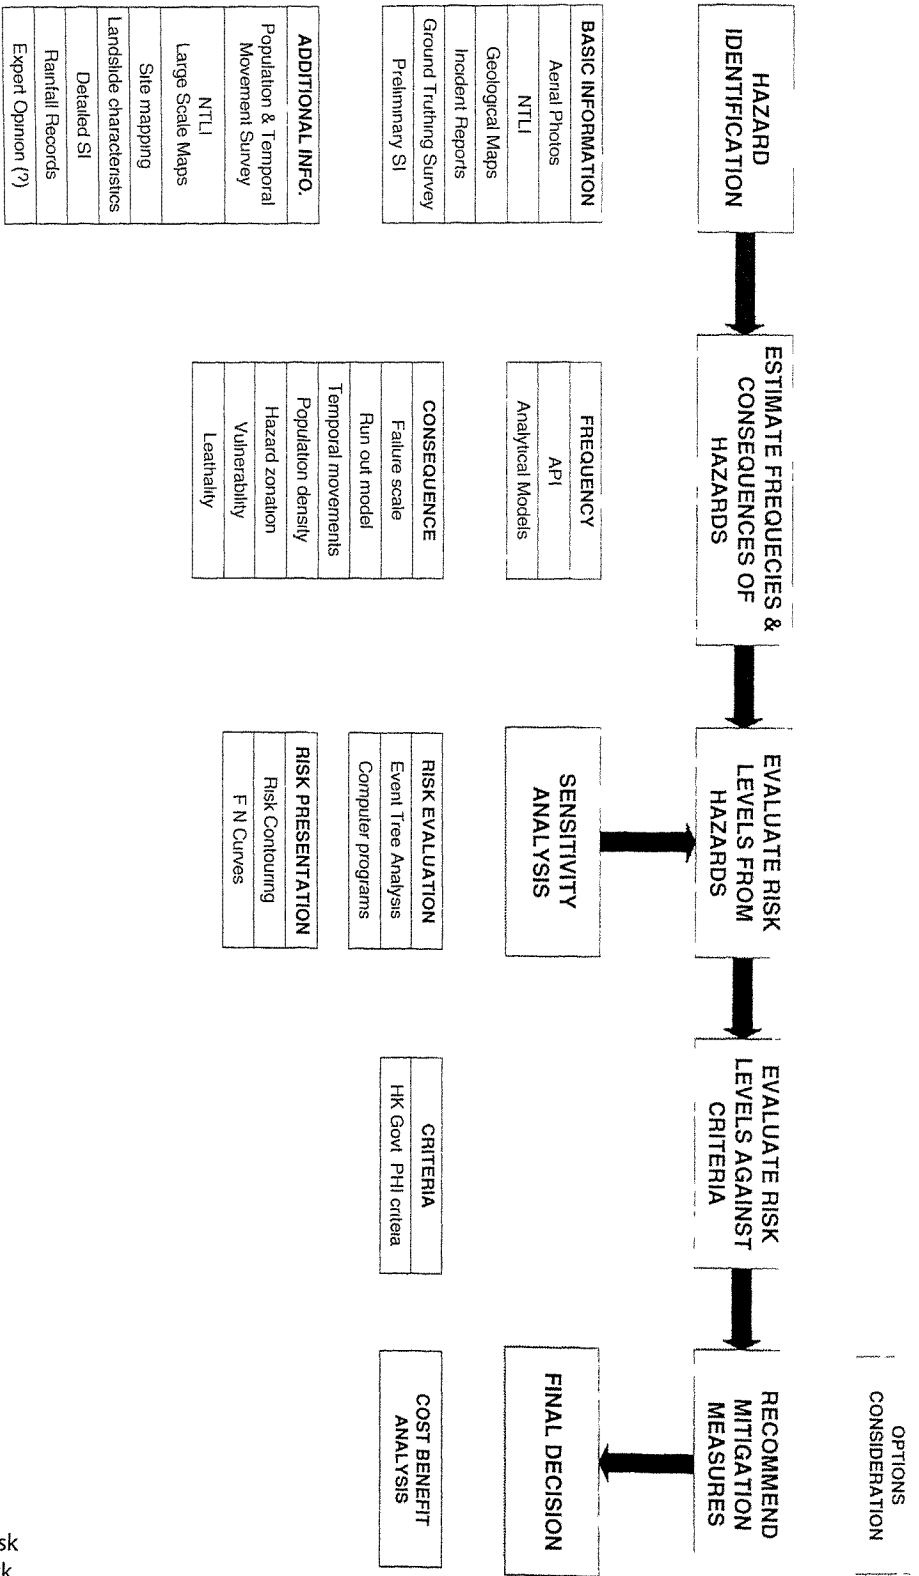 OPTIONS
CONSIDERATION
HAZARD
IDENTIFICATION
ESTIMATE FREQUECIES &
CONSEQUENCES OF
HAZARDS
EVALUATE RISK
LEVELS FROM
HAZARDS
EVALUATE RISK
LEVELS AGAINST
CRITERIA
RECOMMEND
MITIGATION
MEASURES
BASIC INFORMATION
Aerial Photos
NTLI
Geological Maps
Incident Reports
Ground Truthing Survey
Preliminary SI
FREQUENCY
API
Analytical Models
SENSITIVITY
ANALYSIS
FINAL DECISION
CONSEQUENCE
Failure scale
Run out model
Temporal movements
Population density
Hazard zonation
Vulnerability
Leathality
RISK EVALUATION
Event Tree Analysis
Computer programs
CRITERIA
HK Govt PHI criteia
COST BENEFIT
ANALYSIS
ADDITIONAL INFO.
Population & Temporal
Movement Survey
NTLI
Large Scale Maps
Site mapping
Landslide characteristics
Detailed SI
Rainfall Records
Expert Opinion (?)
RISK PRESENTATION
Risk Contouring
F N Curves